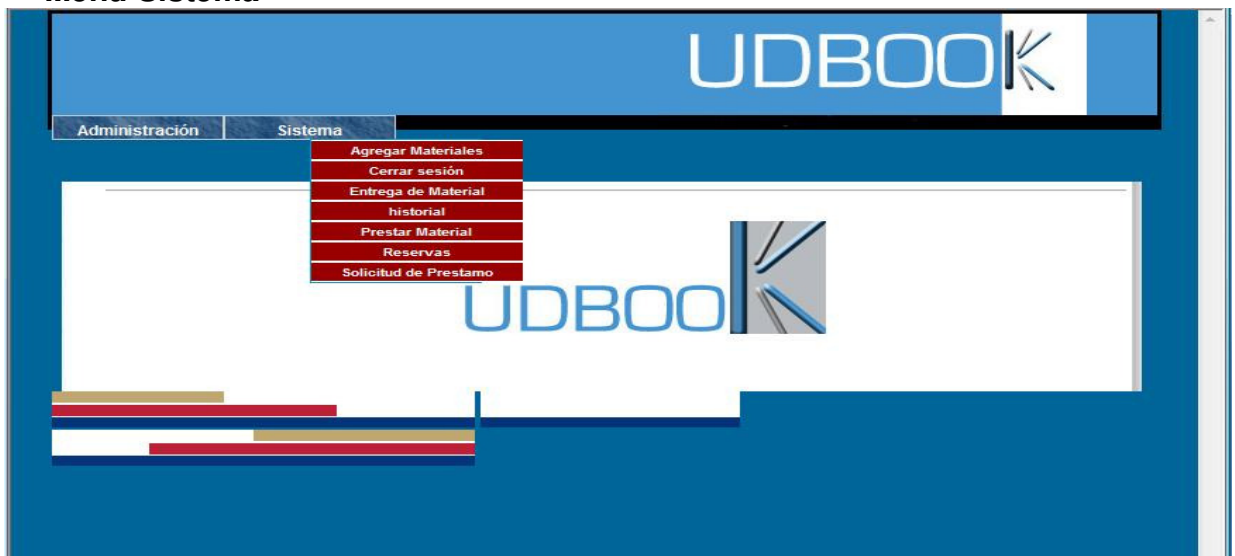 Menú Sistema
UDBOOK
Administración Sistema
Agregar Materiales
Cerrar sesión
Entrega de Material
historial
Prestar Material
Reservas
Solicitud de Prestamo
UDBOOK